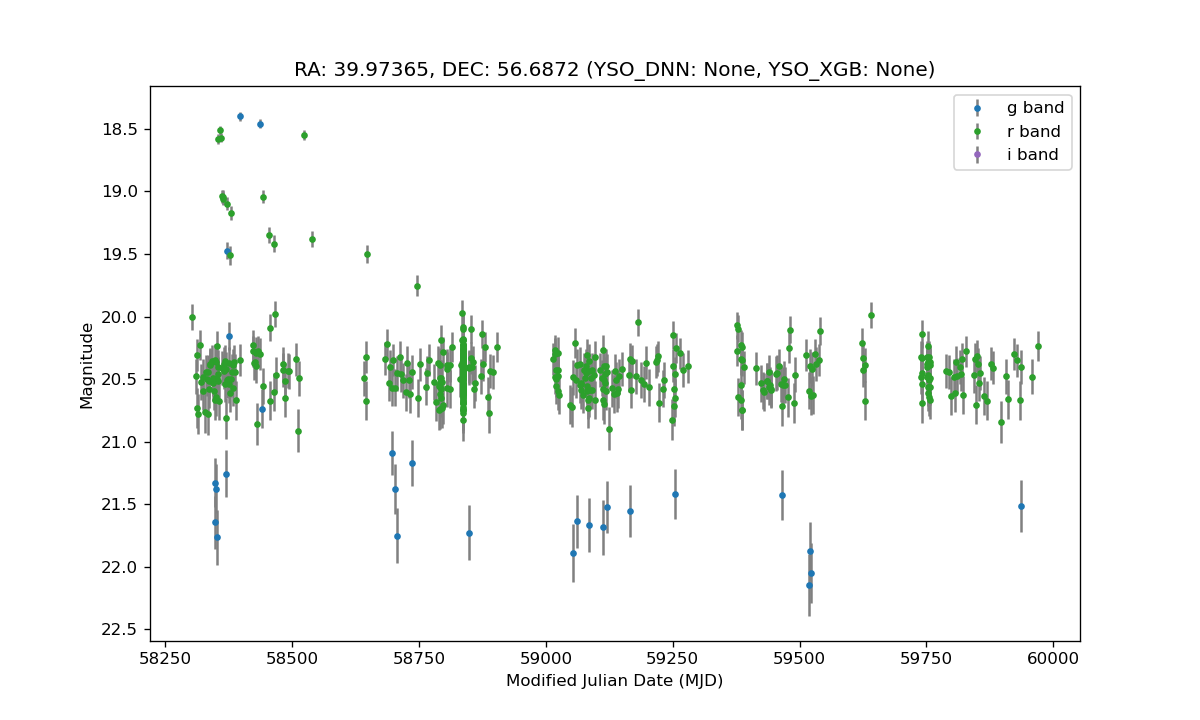 RA: 39.97365, DEC: 56.6872 (YSO_DNN: None, YSO_XGB: None)
g band
r band
i band
18.5
19.0
19.5
20.0
20.5
21.0
21.5
22.0
22.5
Magnitude
58250 58500 58750 59000 59250 59500 59750 60000
Modified Julian Date (MJD)